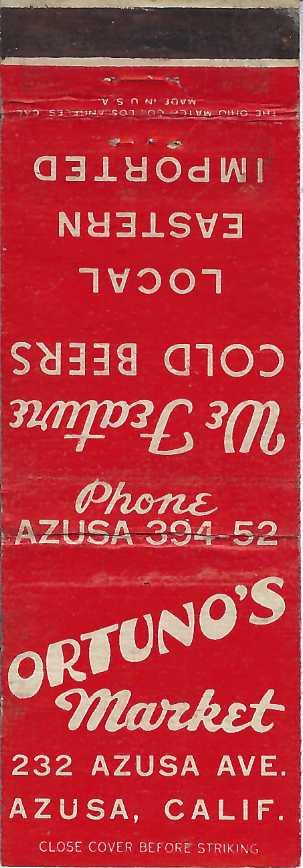 THE OHIO MATCH CO. LOS ANGELES, CAL.
MADE IN U.S.A.
We Feature
COLD BEERS
LOCAL
EASTERN
IMPORTED
Phone
AZUSA 394-52
ORTUNO'S
Market
232 AZUSA AVE.
AZUSA, CALIF.
CLOSE COVER BEFORE STRIKING